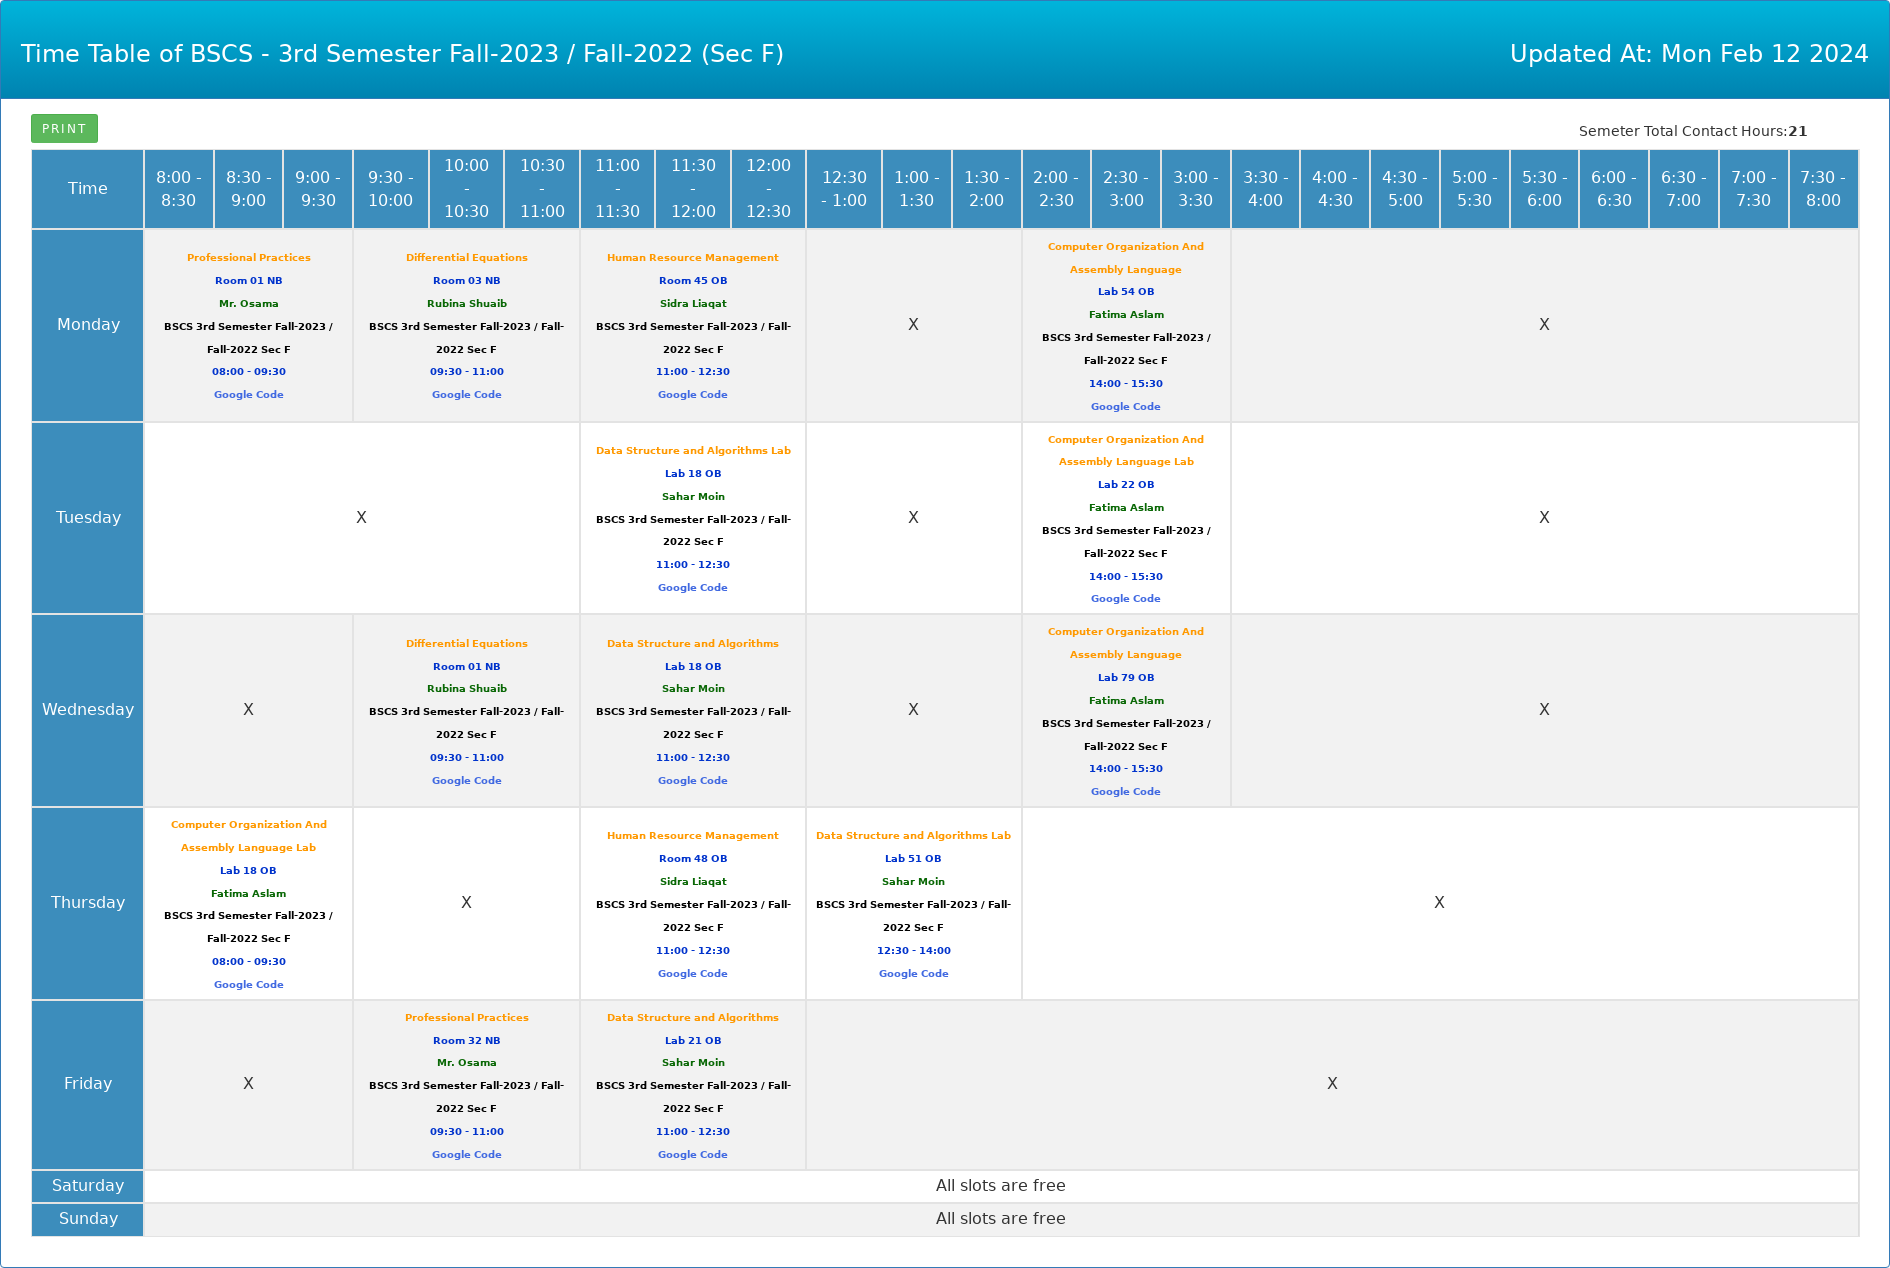 Time Table of BSCS - 3rd Semester Fall-2023 / Fall-2022 (Sec F)
Updated At: Mon Feb 12 2024
PRINT
Semeter Total Contact Hours:21
Time
8:00 -
8:30
8:30 -
9:00
9:00 -
9:30
9:30 -
10:00
10:00
-
10:30
10:30
-
11:00
11:00
-
11:30
11:30
-
12:00
12:00
-
12:30
12:30
- 1:00
1:00 -
1:30
1:30 -
2:00
2:00 -
2:30
2:30 -
3:00
3:00 -
3:30
3:30 -
4:00
4:00 -
4:30
4:30 -
5:00
5:00 -
5:30
5:30 -
6:00
6:00 -
6:30
6:30 -
7:00
7:00 -
7:30
7:30 -
8:00
Monday
Professional Practices
Room 01 NB
Mr. Osama
BSCS 3rd Semester Fall-2023 /
Fall-2022 Sec F
08:00 - 09:30
Google Code
Differential Equations
Room 03 NB
Rubina Shuaib
BSCS 3rd Semester Fall-2023 / Fall-
2022 Sec F
09:30 - 11:00
Google Code
Human Resource Management
Room 45 OB
Sidra Liaqat
BSCS 3rd Semester Fall-2023 / Fall-
2022 Sec F
11:00 - 12:30
Google Code
X
Computer Organization And
Assembly Language
Lab 54 OB
Fatima Aslam
BSCS 3rd Semester Fall-2023 /
Fall-2022 Sec F
14:00 - 15:30
Google Code
X
Tuesday
X
Data Structure and Algorithms Lab
Lab 18 OB
Sahar Moin
BSCS 3rd Semester Fall-2023 / Fall-
2022 Sec F
11:00 - 12:30
Google Code
X
Computer Organization And
Assembly Language Lab
Lab 22 OB
Fatima Aslam
BSCS 3rd Semester Fall-2023 /
Fall-2022 Sec F
14:00 - 15:30
Google Code
X
Wednesday
X
Differential Equations
Room 01 NB
Rubina Shuaib
BSCS 3rd Semester Fall-2023 / Fall-
2022 Sec F
09:30 - 11:00
Google Code
Data Structure and Algorithms
Lab 18 OB
Sahar Moin
BSCS 3rd Semester Fall-2023 / Fall-
2022 Sec F
11:00 - 12:30
Google Code
X
Computer Organization And
Assembly Language
Lab 79 OB
Fatima Aslam
BSCS 3rd Semester Fall-2023 /
Fall-2022 Sec F
14:00 - 15:30
Google Code
X
Thursday
Computer Organization And
Assembly Language Lab
Lab 18 OB
Fatima Aslam
BSCS 3rd Semester Fall-2023 /
Fall-2022 Sec F
08:00 - 09:30
Google Code
X
Human Resource Management
Room 48 OB
Sidra Liaqat
BSCS 3rd Semester Fall-2023 / Fall-
2022 Sec F
11:00 - 12:30
Google Code
Data Structure and Algorithms Lab
Lab 51 OB
Sahar Moin
BSCS 3rd Semester Fall-2023 / Fall-
2022 Sec F
12:30 - 14:00
Google Code
X
Friday
X
Professional Practices
Room 32 NB
Mr. Osama
BSCS 3rd Semester Fall-2023 / Fall-
2022 Sec F
09:30 - 11:00
Google Code
Data Structure and Algorithms
Lab 21 OB
Sahar Moin
BSCS 3rd Semester Fall-2023 / Fall-
2022 Sec F
11:00 - 12:30
Google Code
X
Saturday
All slots are free
Sunday
All slots are free